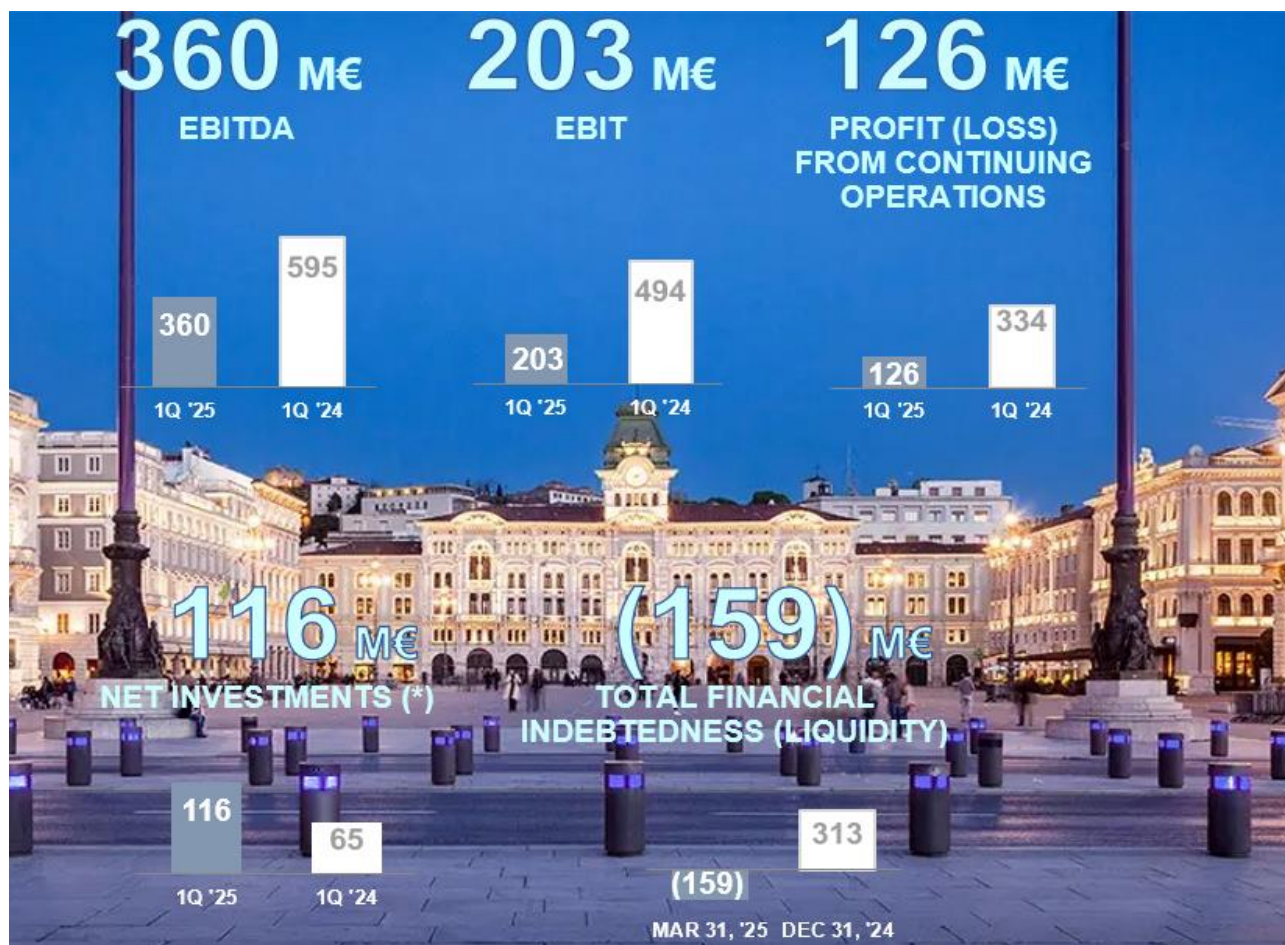 360 M€
EBITDA
203 M€
EBIT
126 M€
PROFIT (LOSS)
FROM CONTINUING
OPERATIONS
360
595
1Q '25
1Q '24
203
494
1Q '25
1Q '24
126
334
1Q '25
1Q '24
116 M€
NET INVESTMENTS (*)
(159) M€
TOTAL FINANCIAL
INDEBTEDNESS (LIQUIDITY)
116
65
1Q '25
1Q '24
(159)
313
MAR 31, '25
DEC 31, '24